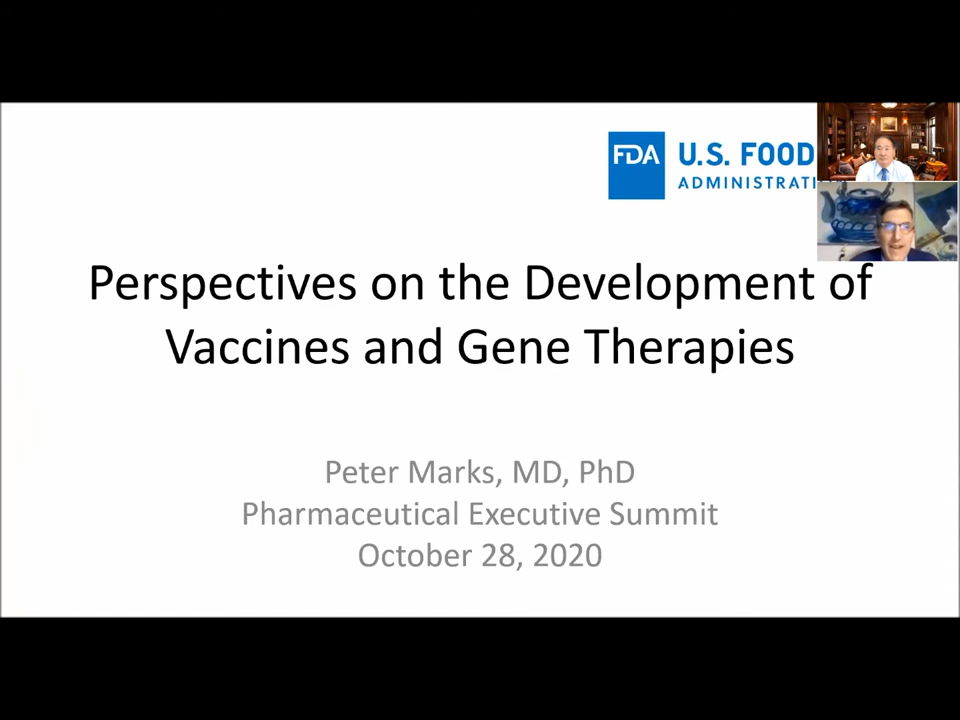 FDA
U.S. FOOD
ADMINISTRATI
Perspectives on the Development of
Vaccines and Gene Therapies
Peter Marks, MD, PhD
Pharmaceutical Executive Summit
October 28, 2020